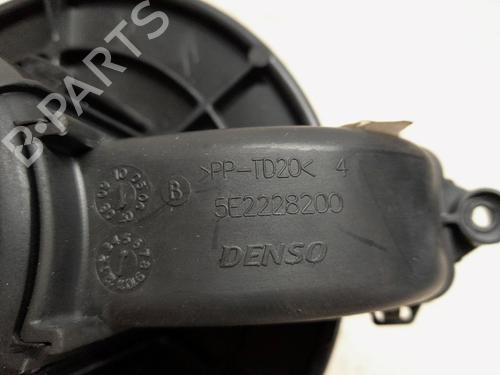 B-PARTS
>PP-TD20< 4
B
5E2228200
DENSO